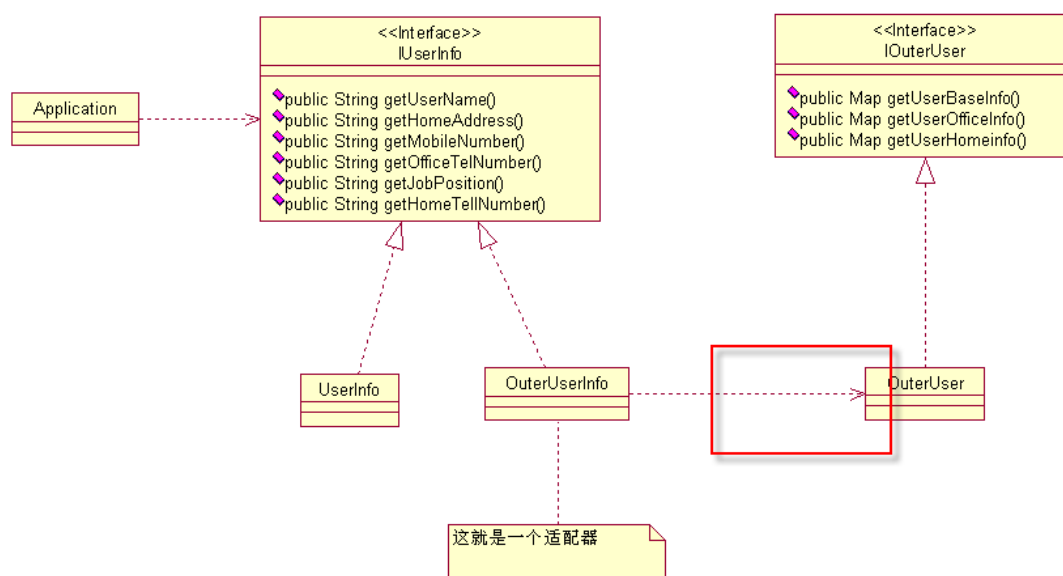 <<Interface>>
IUserInfo
public String getUserName()
public String getHomeAddress()
public String getMobileNumber()
public String getOfficeTelNumber()
public String getJobPosition()
public String getHomeTellNumber()
<<Interface>>
IOuterUser
public Map getUserBaseInfo()
public Map getUserOfficeInfo()
public Map getUserHomeinfo()
Application
UserInfo
OuterUserInfo
OuterUser
这就是一个适配器